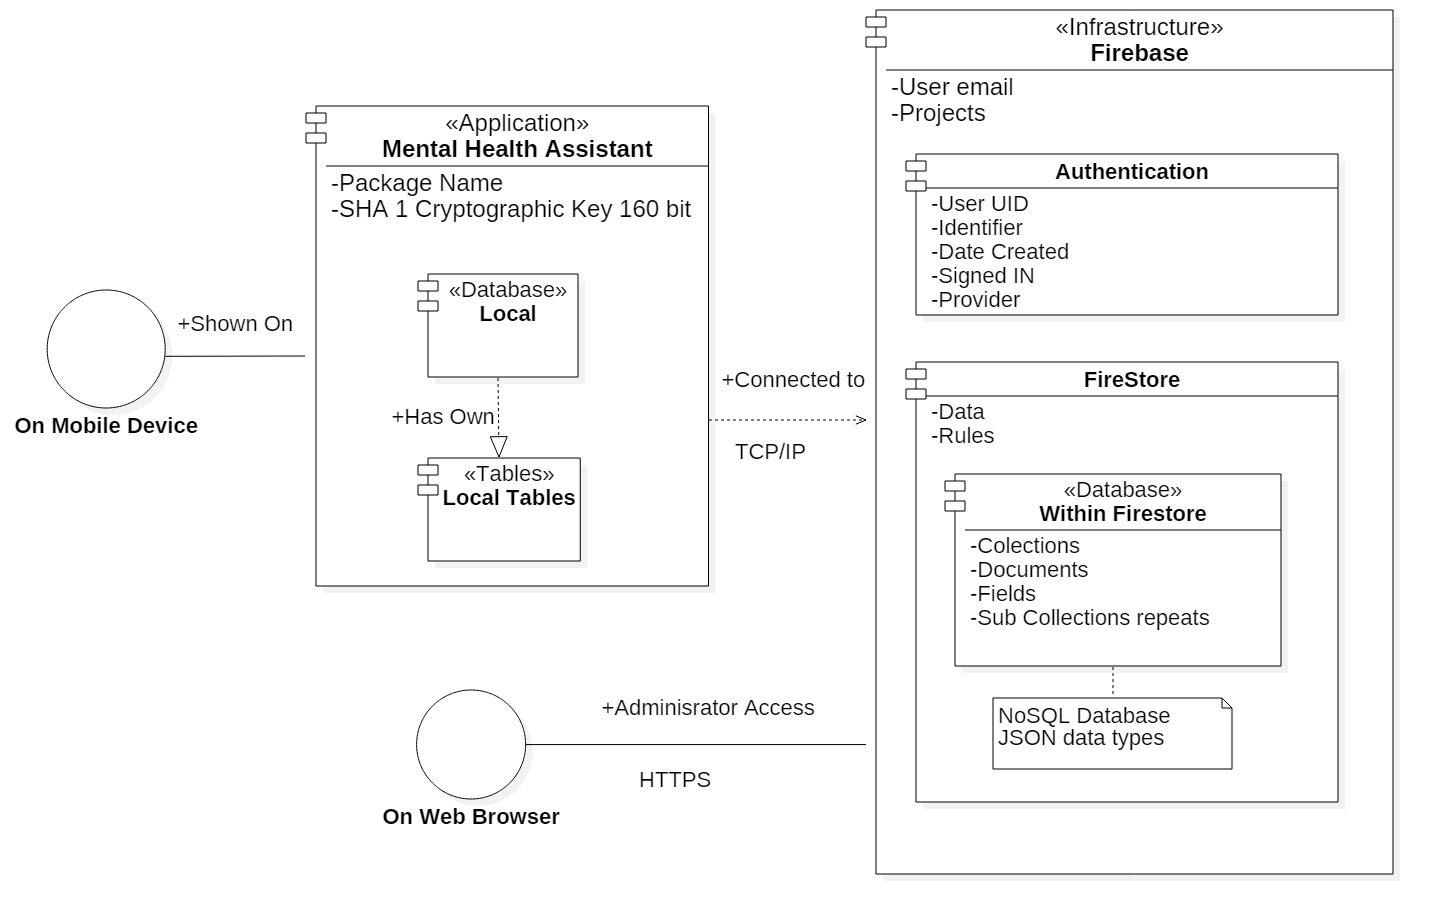 «Infrastructure»
Firebase
-User email
-Projects
Authentication
-User UID
-Identifier
-Date Created
-Signed IN
-Provider
FireStore
-Data
-Rules
«Database»
Within Firestore
-Colections
-Documents
-Fields
-Sub Collections repeats
NoSQL Database
JSON data types
«Application»
Mental Health Assistant
-Package Name
-SHA 1 Cryptographic Key 160 bit
«Database»
Local
+Has Own
«Tables»
Local Tables
+Shown On
On Mobile Device
+Connected to
TCP/IP
+Adminisrator Access
HTTPS
On Web Browser